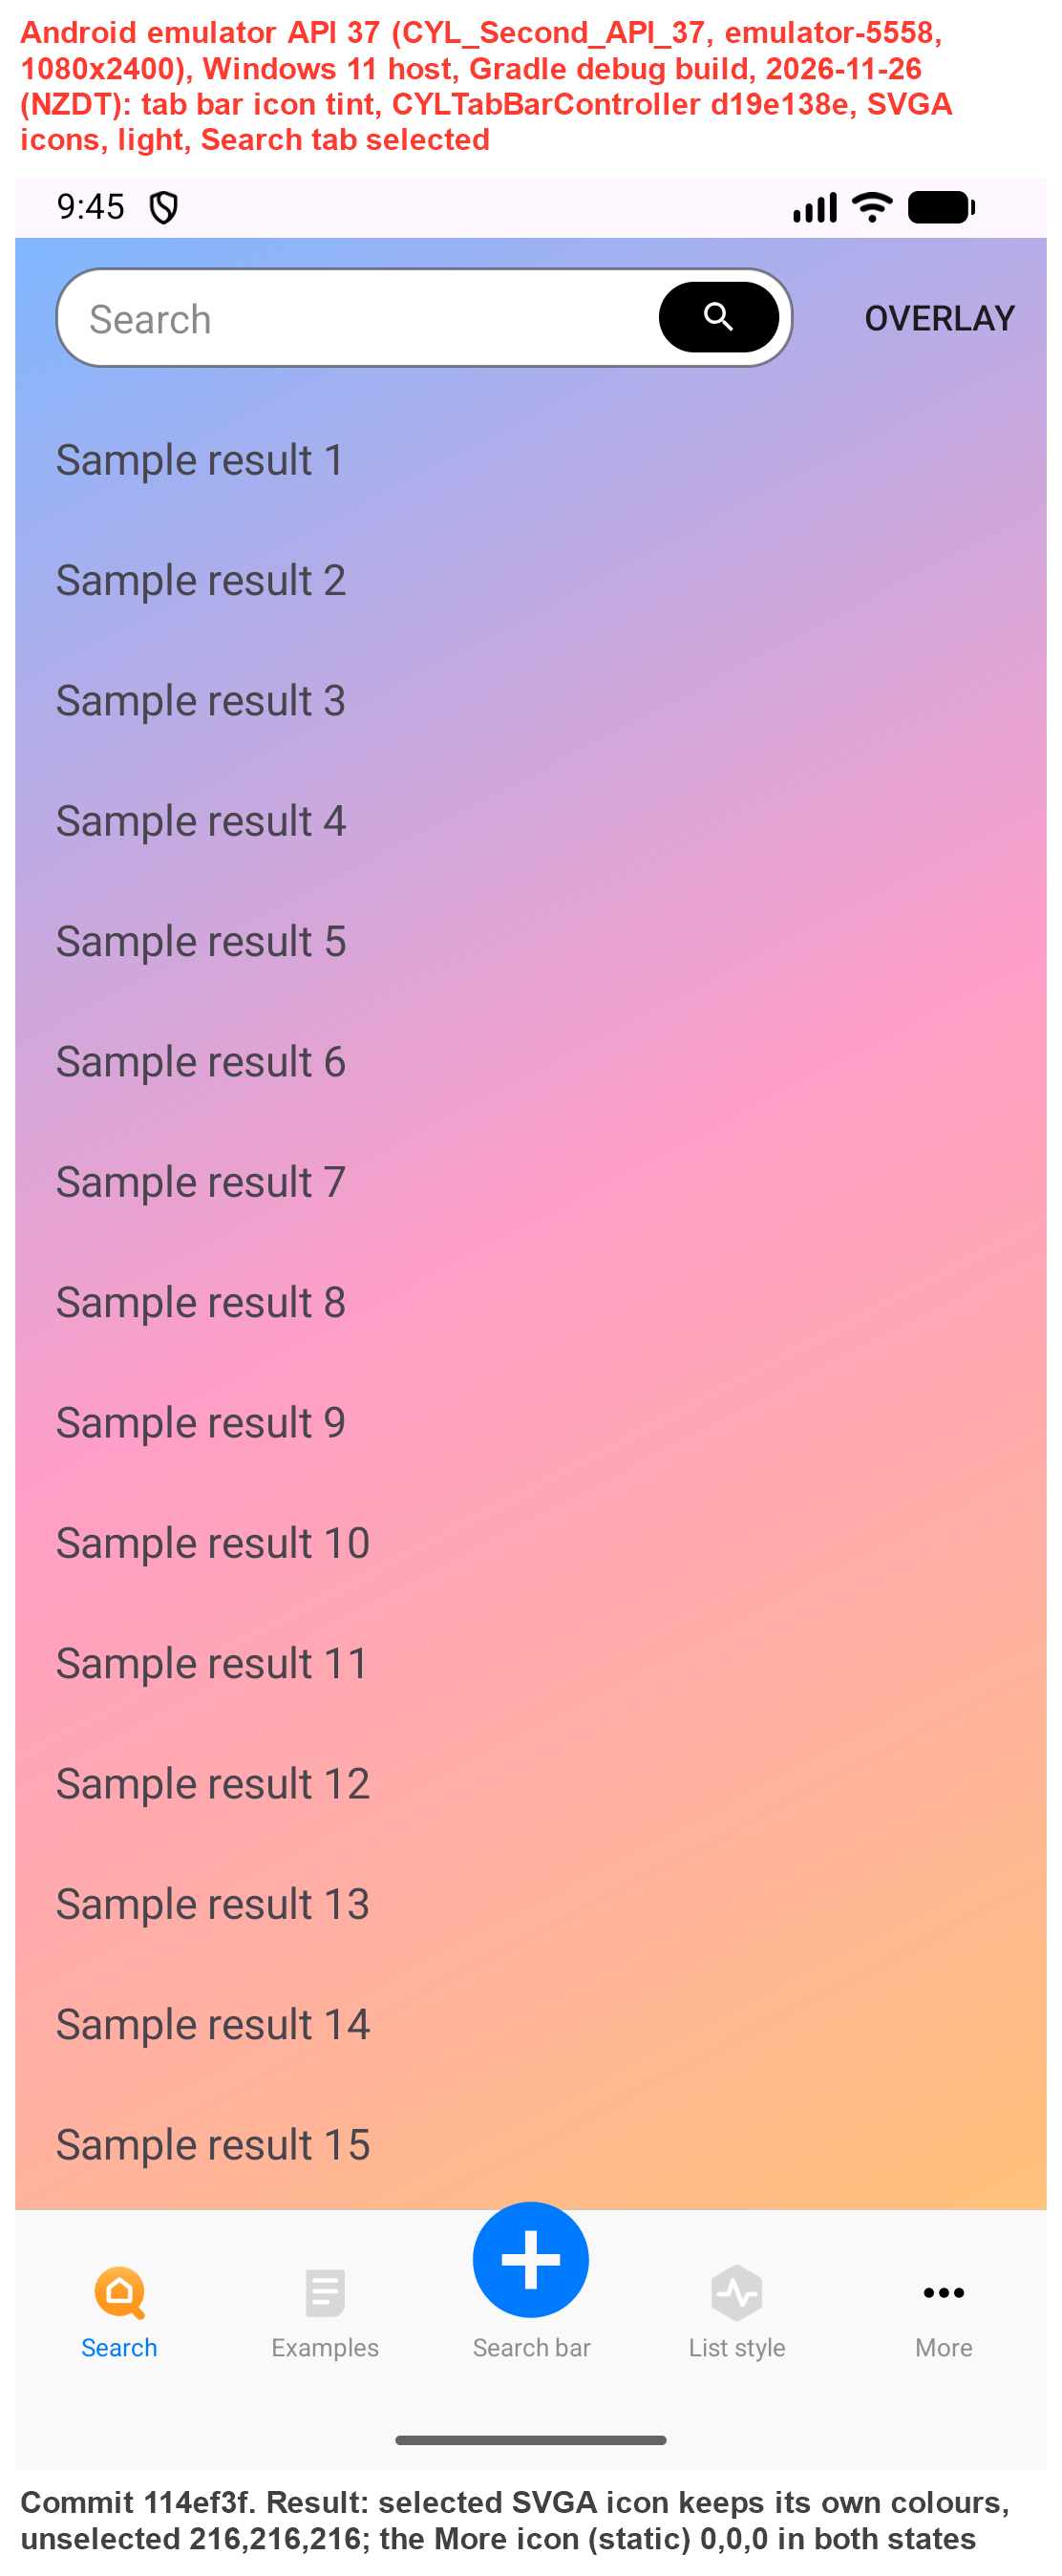 Android emulator API 37 (CYL_Second_API_37, emulator-5558,
1080x2400), Windows 11 host, Gradle debug build, 2026-11-26
(NZDT): tab bar icon tint, CYLTabBarController d19e138e, SVGA
icons, light, Search tab selected
9:45
Search
OVERLAY
Sample result 1
Sample result 2
Sample result 3
Sample result 4
Sample result 5
Sample result 6
Sample result 7
Sample result 8
Sample result 9
Sample result 10
Sample result 11
Sample result 12
Sample result 13
Sample result 14
Sample result 15
Search Examples Search bar List style More
Commit 114ef3f. Result: selected SVGA icon keeps its own colours,
unselected 216,216,216; the More icon (static) 0,0,0 in both states